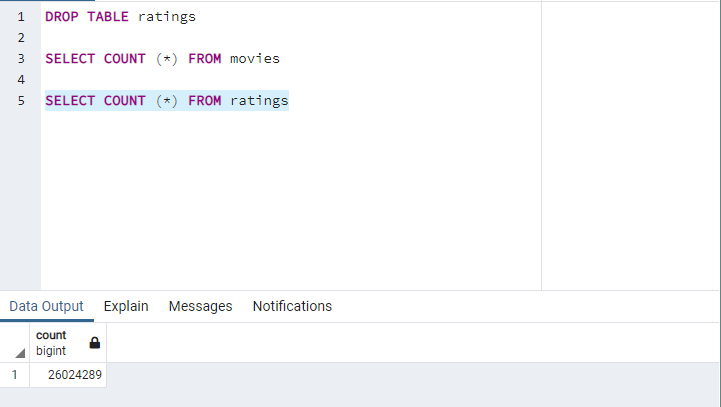 1 DROP TABLE ratings
2
3 SELECT COUNT (*) FROM movies
4
5 SELECT COUNT (*) FROM ratings
Data Output Explain Messages Notifications
count
bigint
1 26024289